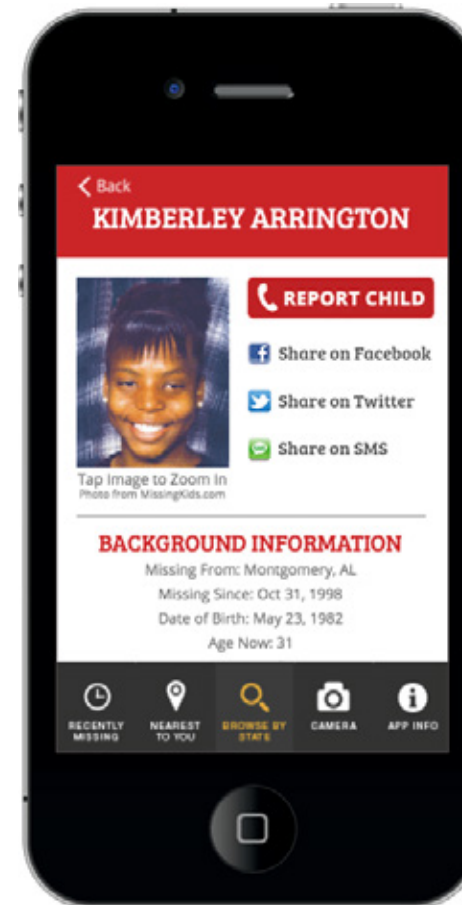 Back
KIMBERLEY ARRINGTON
REPORT CHILD
Share on Facebook
Share on Twitter
Share on SMS
Tap Image to Zoom In
Photo from MissingKids.com
BACKGROUND INFORMATION
Missing From: Montgomery, AL
Missing Since: Oct 31, 1998
Date of Birth: May 23, 1982
Age Now: 31
RECENTLY
MISSING
NEAREST
TO YOU
BROWSE BY
STATE
CAMERA
APP INFO